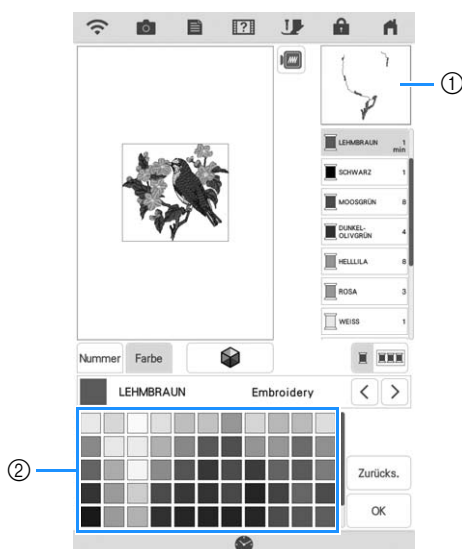 ①
LEHMBRAUN 1
min
SCHWARZ 1
MOOSGRÜN 8
DUNKEL-
OLIVGRÜN 4
HELLLILA 8
ROSA 3
WEISS 1
Nummer Farbe
LEHMBRAUN Embroidery < >
②
Zurücks.
OK